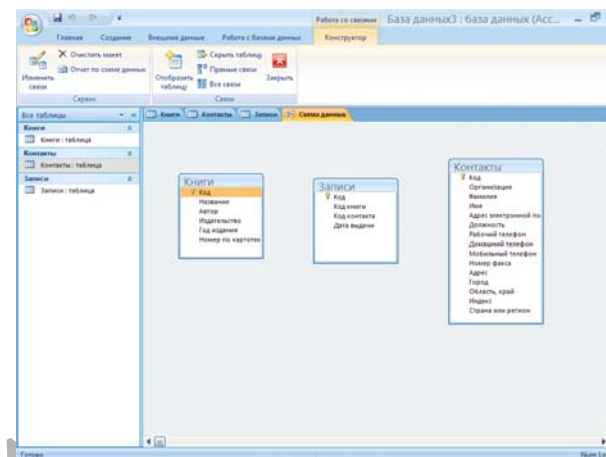 Работа со связями
База данных3 : база данных (Acc...
Главная Создание Внешние данные Работа с базами данных Конструктор
Изменить связи
Очистить макет
Отчет по схеме данных
Сервис
Отобразить таблицу
Скрыть таблицу
Прямые связи
Все связи
Закрыть
Связи
Все таблицы
Книги
Книги : таблица
Контакты
Контакты : таблица
Записи
Записи : таблица
Книги Контакты Записи Схема данных
Книги
Код
Название
Автор
Издательство
Год издания
Номер по картотек
Записи
Код
Код книги
Код контакта
Дата выдачи
Контакты
Код
Организация
Фамилия
Имя
Адрес электронной по
Должность
Рабочий телефон
Домашний телефон
Мобильный телефон
Номер факса
Адрес
Город
Область, край
Индекс
Страна или регион
Готово
Num Lo